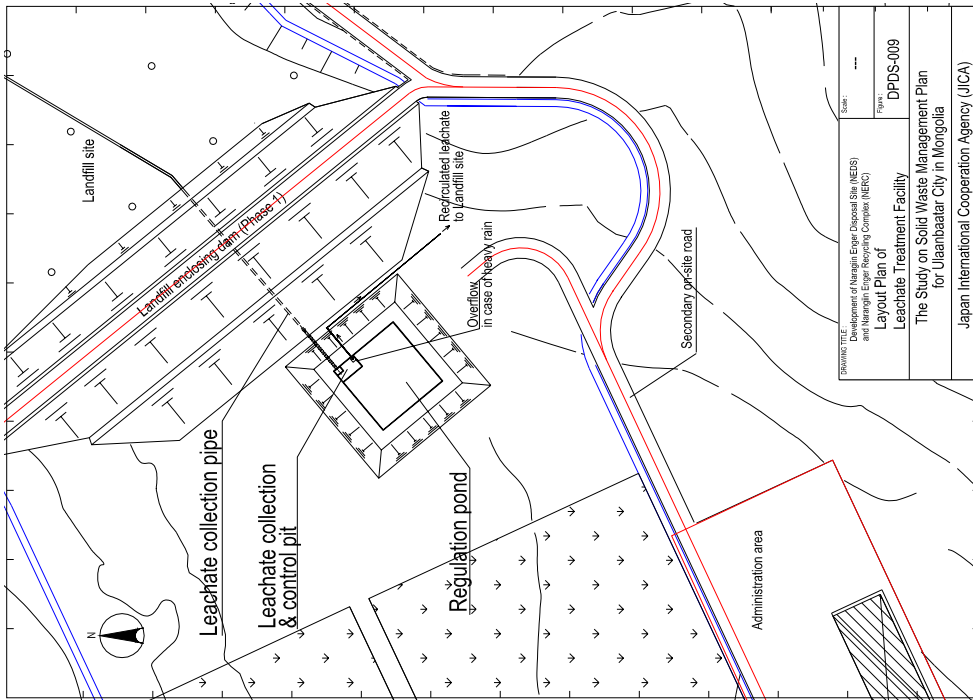 Landfill site
Landfill enclosing dam (Phase 1)
Recirculated leachate
to Landfill site
Overflow
in case of heavy rain
Secondary on-site road
Leachate collection pipe
Leachate collection
& control pit
Regulation pond
Administration area
N
DRAWING TITLE:
Development of Naragiin Enger Disposal Site (NEDS)
and Narangiin Enger Recycling Complex (NERC)
Layout Plan of
Leachate Treatment Facility
Scale:
---
Figure:
DPDS-009
The Study on Solid Waste Management Plan
for Ulaanbaatar City in Mongolia
Japan International Cooperation Agency (JICA)